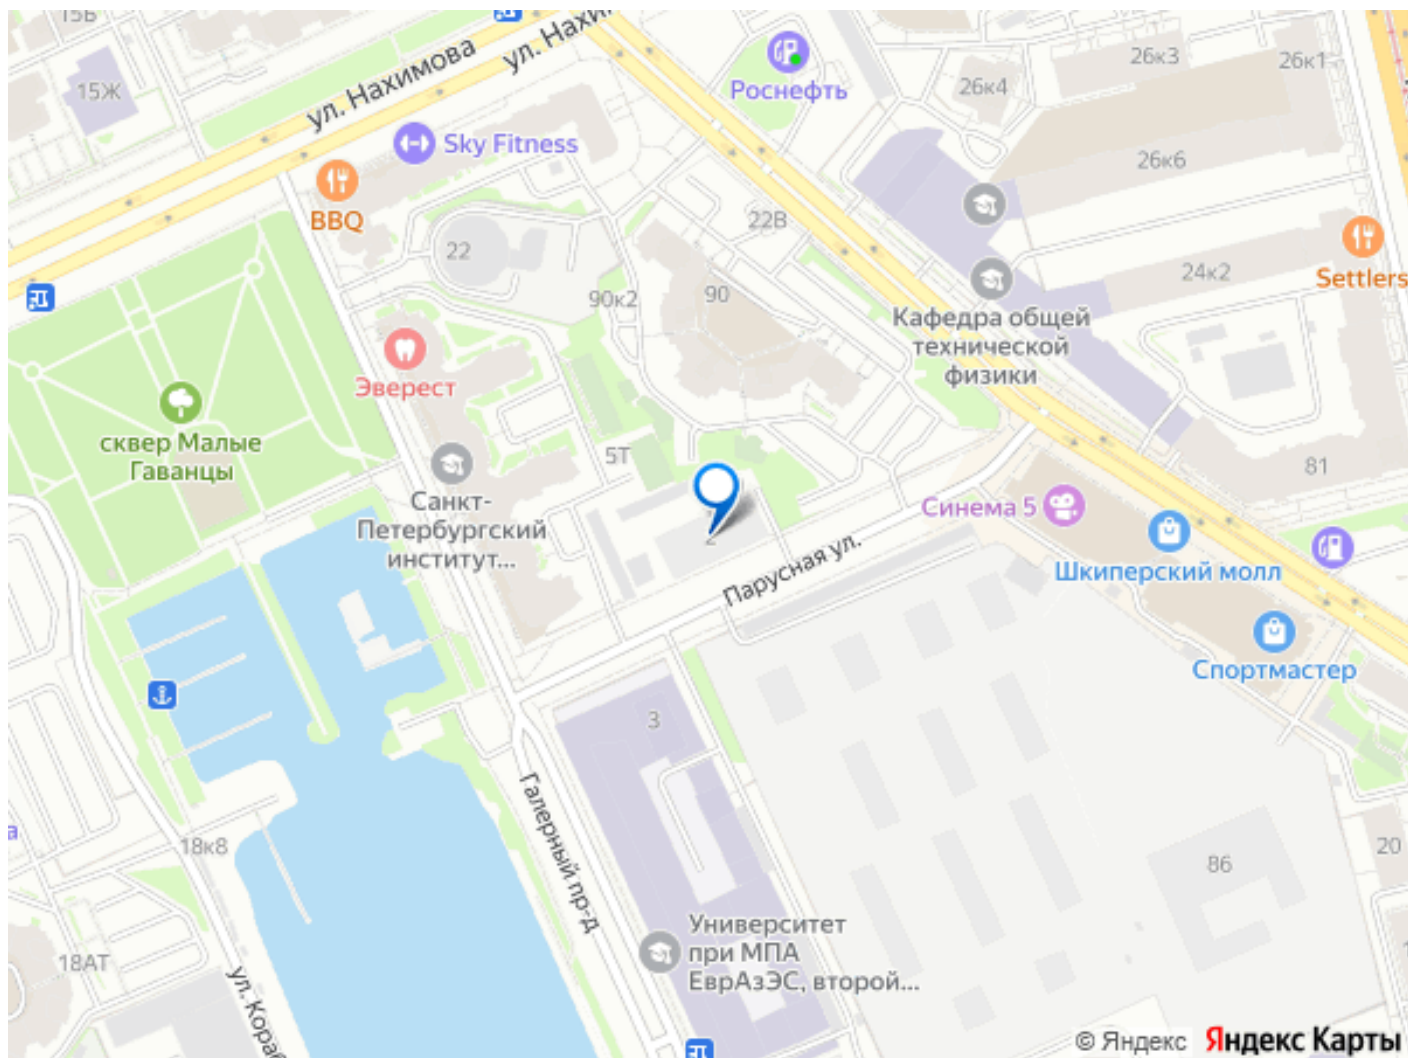 15Б
15Ж
ул. Нахимова
ул. Нахи
Роснефть
26к3
26к1
26к4
26к6
Sky Fitness
BBQ
22
22В
90к2
90
24к2
Settlers
Кафедра общей
технической
физики
Эверест
сквер Малые
Гаванцы
5Т
81
Санкт-
Петербургский
институт...
2
Синема 5
Парусная ул.
Шкиперский молл
Спортмастер
3
Галерный пр-д
18к8
а
20
86
Университет
при МПА
ЕврАзЭС, второй...
18АТ
ул. Кораб
© Яндекс Яндекс Карты